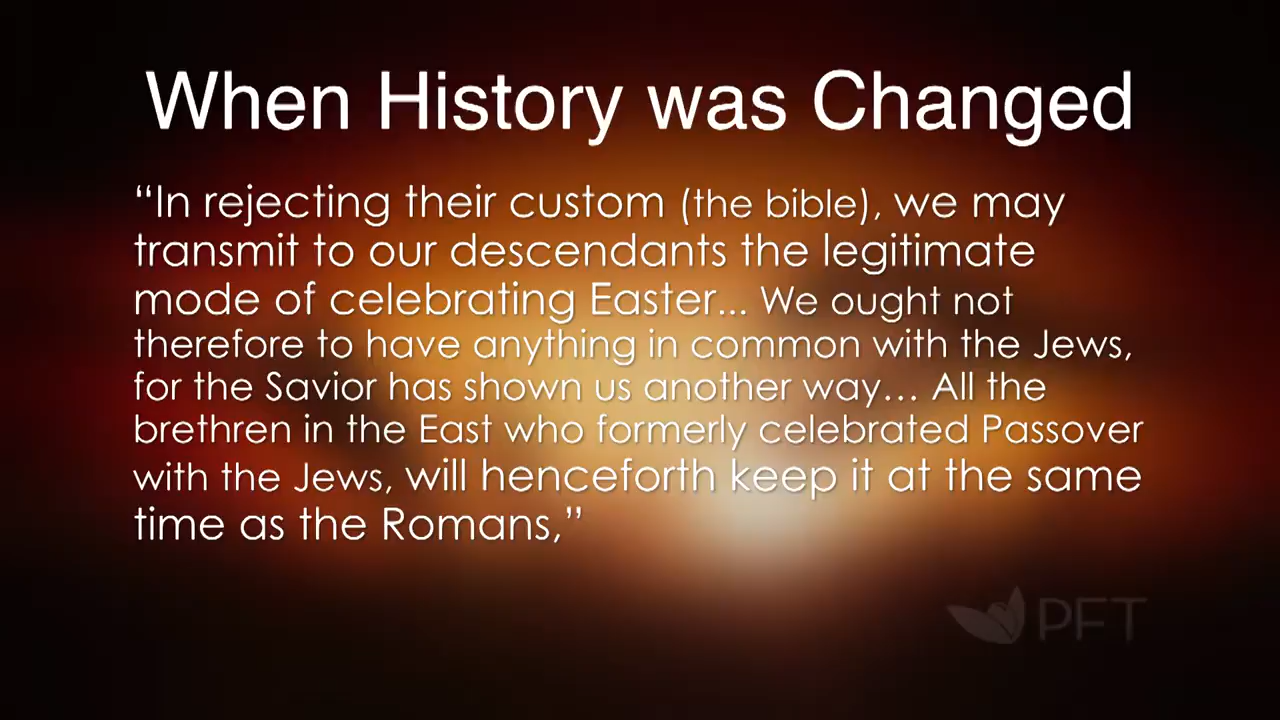 When History was Changed
“In rejecting their custom (the bible), we may
transmit to our descendants the legitimate
mode of celebrating Easter... We ought not
therefore to have anything in common with the Jews,
for the Savior has shown us another way… All the
brethren in the East who formerly celebrated Passover
with the Jews, will henceforth keep it at the same
time as the Romans,”
PFT